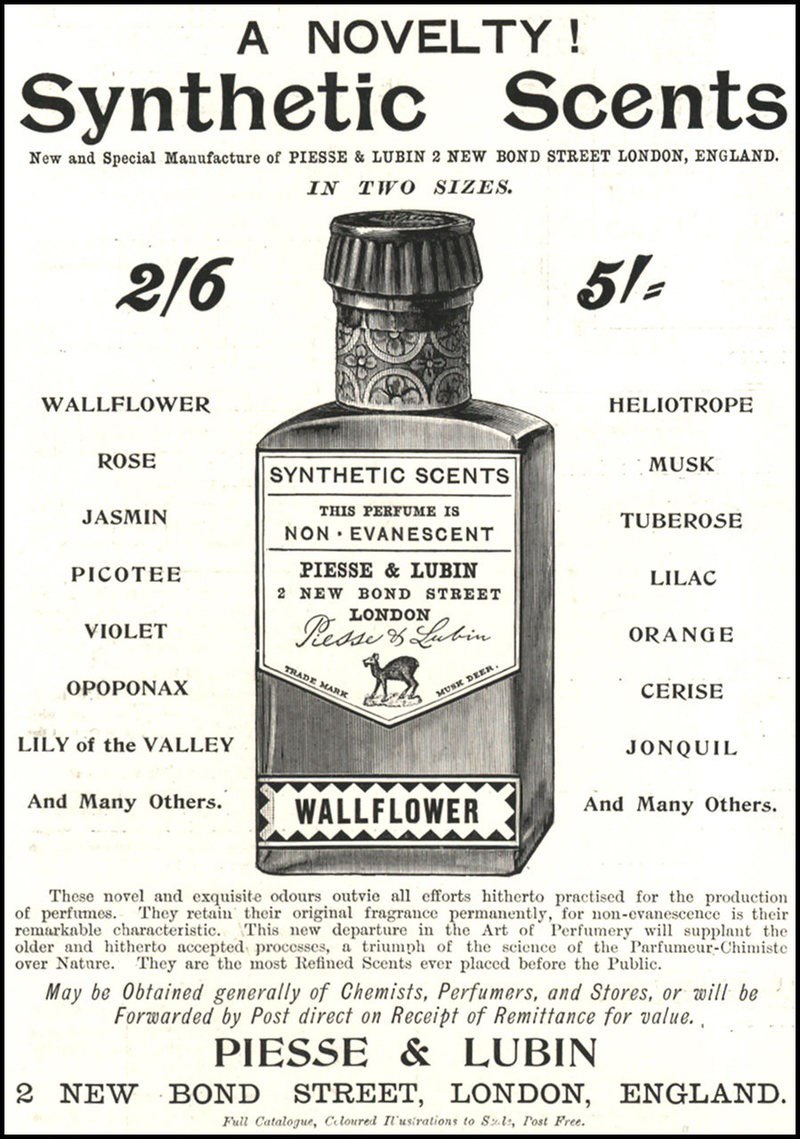 A NOVELTY!
Synthetic Scents
New and Special Manufacture of PIESSE & LUBIN 2 NEW BOND STREET LONDON, ENGLAND.
IN TWO SIZES.
2/6
5/=
WALLFLOWER
ROSE
JASMIN
PICOTEE
VIOLET
OPOPONAX
LILY of the VALLEY
And Many Others.
SYNTHETIC SCENTS
THIS PERFUME IS
NON·EVANESCENT
PIESSE & LUBIN
2 NEW BOND STREET
LONDON
Piesse & Lubin
TRADE MARK MUSK DEER.
WALLFLOWER
HELIOTROPE
MUSK
TUBEROSE
LILAC
ORANGE
CERISE
JONQUIL
And Many Others.
These novel and exquisite odours outvie all efforts hitherto practised for the production
of perfumes. They retain their original fragrance permanently, for non-evanescence is their
remarkable characteristic. This new departure in the Art of Perfumery will supplant the
older and hitherto accepted processes, a triumph of the science of the Parfumeur-Chimiste
over Nature. They are the most Refined Scents ever placed before the Public.
May be Obtained generally of Chemists, Perfumers, and Stores, or will be
Forwarded by Post direct on Receipt of Remittance for value.
PIESSE & LUBIN
2 NEW BOND STREET, LONDON, ENGLAND.
Full Catalogue, Coloured Illustrations to Scale, Post Free.